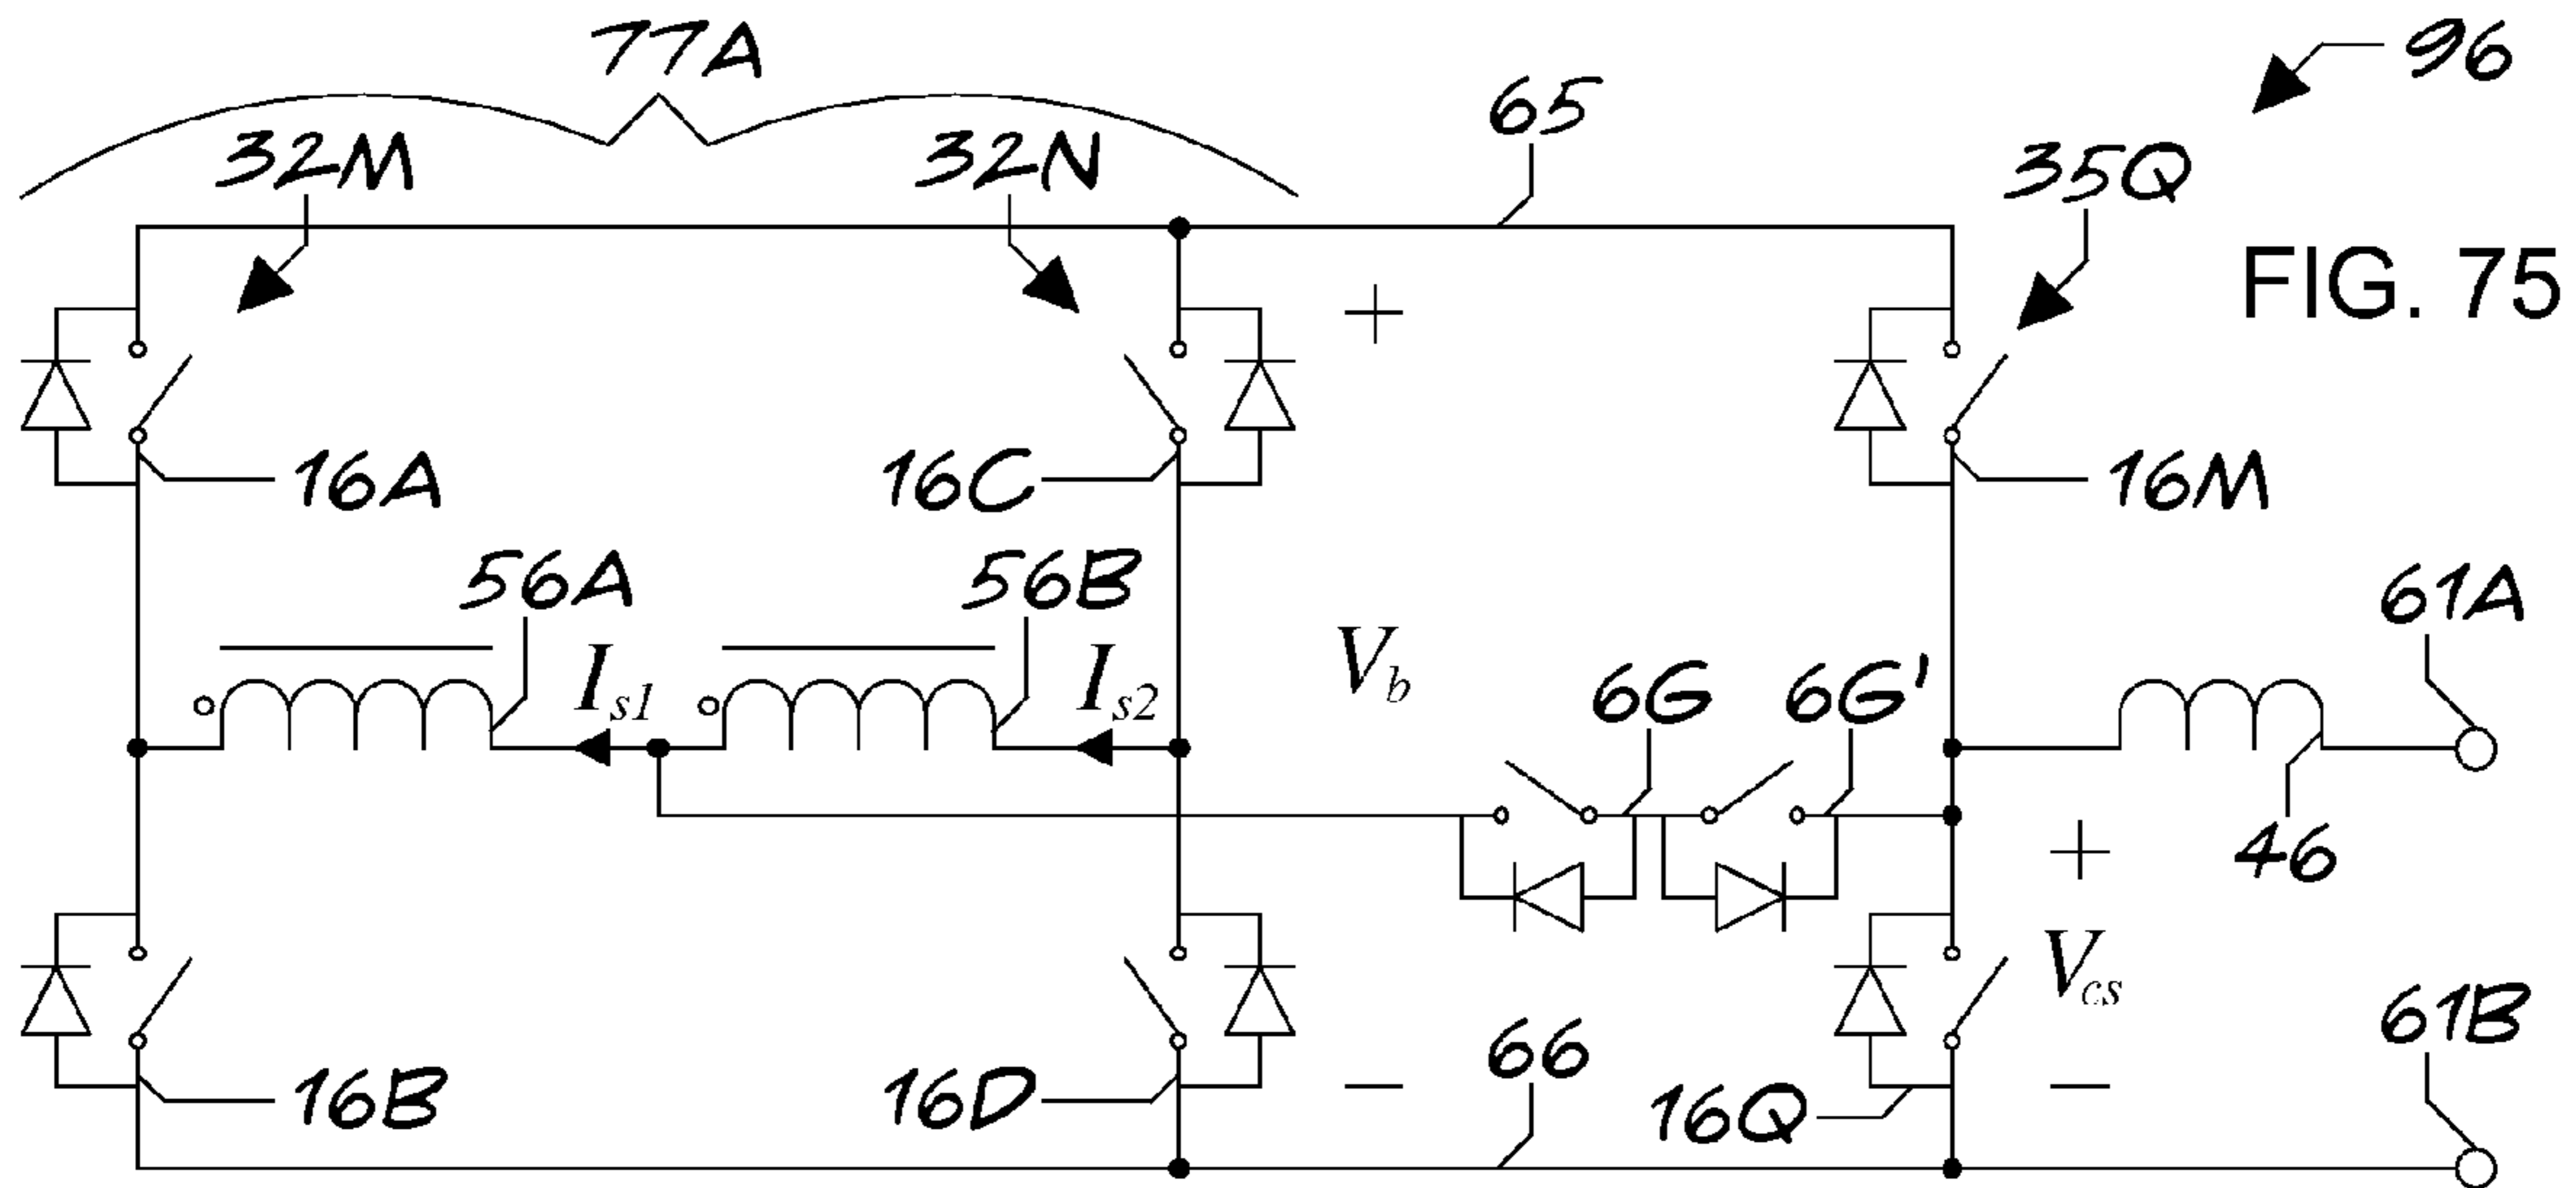 77A
96
65
32M
32N
35Q
FIG. 75
+
16A
16C
16M
56A
56B
61A
Is1
Is2
Vb
6G
6G'
+
46
Vcs
61B
66
16B
16D
−
16Q
−